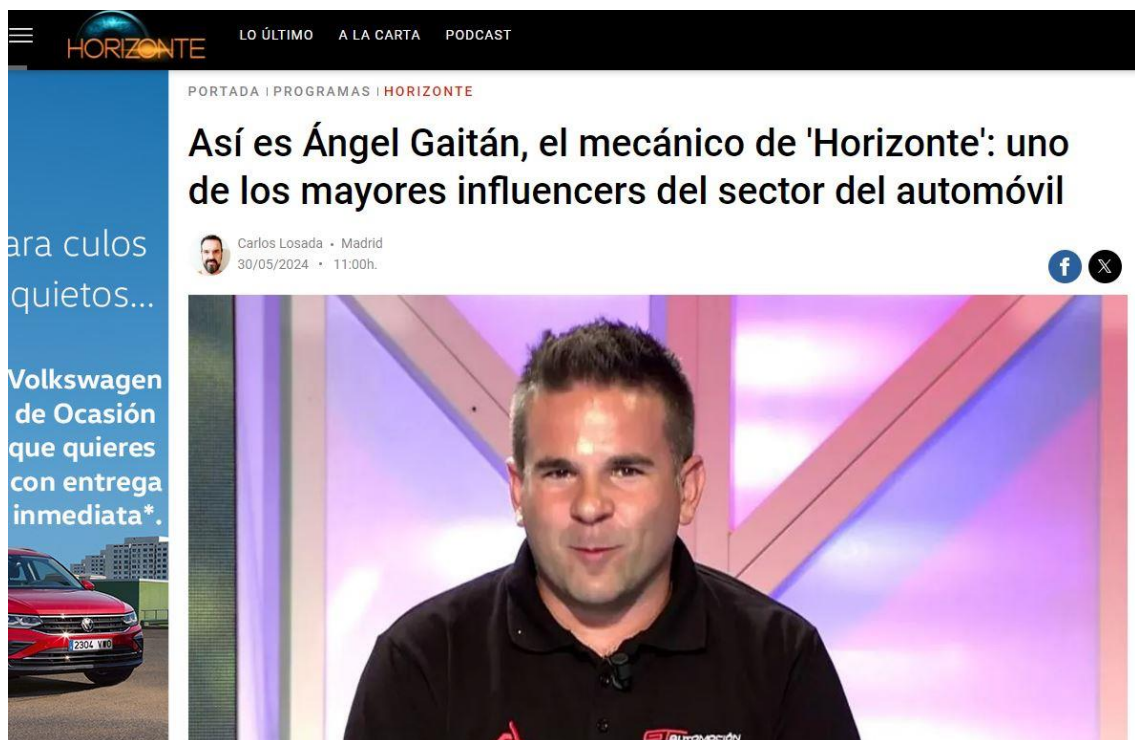 HORIZONTE
LO ÚLTIMO
A LA CARTA
PODCAST
PORTADA | PROGRAMAS | HORIZONTE
Así es Ángel Gaitán, el mecánico de 'Horizonte': uno
de los mayores influencers del sector del automóvil
Carlos Losada • Madrid
30/05/2024 • 11:00h.
ara culos
quietos...
Volkswagen
de Ocasión
que quieres
con entrega
inmediata*.
2304
AUTOMOCIÓN